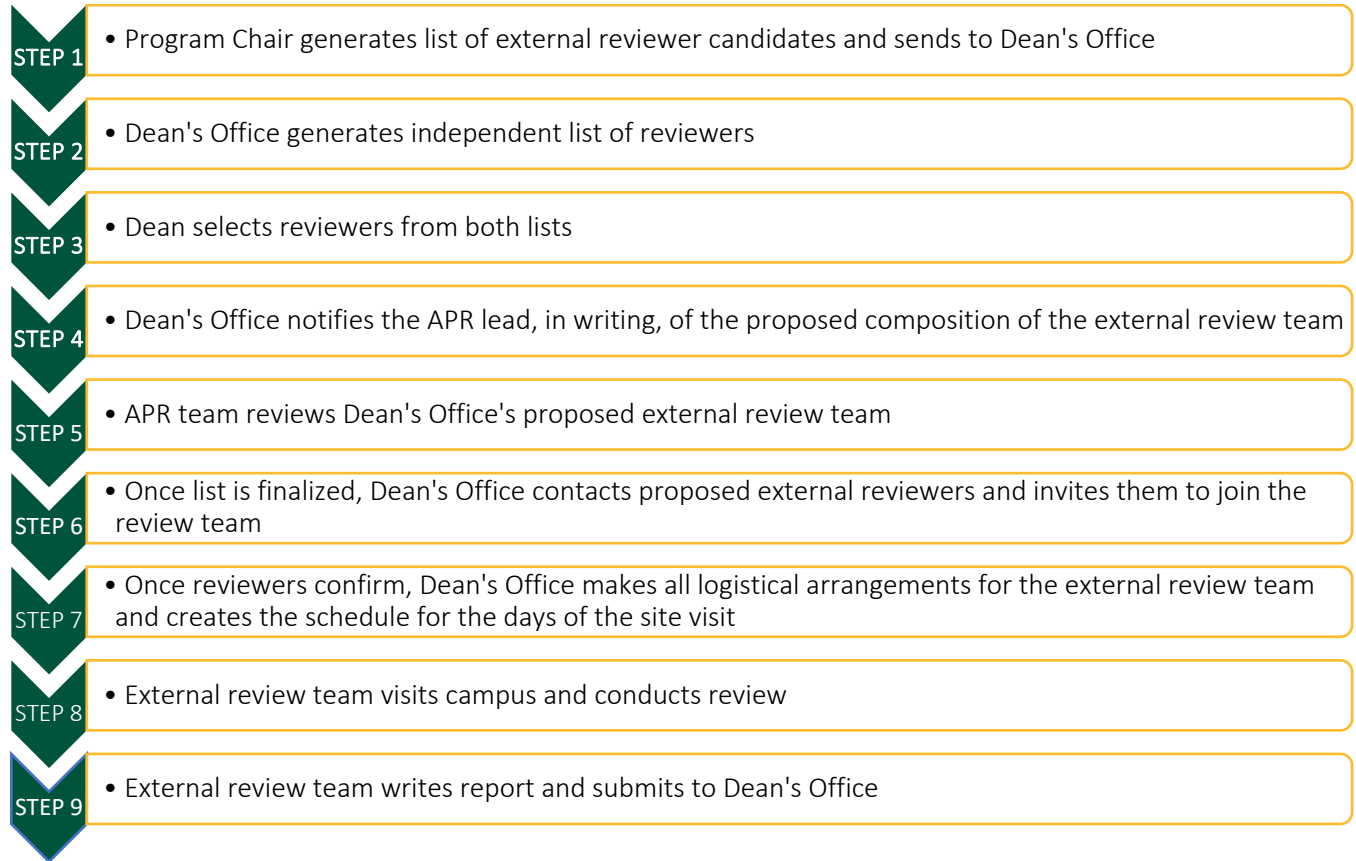 STEP 1
• Program Chair generates list of external reviewer candidates and sends to Dean's Office
STEP 2
• Dean's Office generates independent list of reviewers
STEP 3
• Dean selects reviewers from both lists
STEP 4
• Dean's Office notifies the APR lead, in writing, of the proposed composition of the external review team
STEP 5
• APR team reviews Dean's Office's proposed external review team
STEP 6
• Once list is finalized, Dean's Office contacts proposed external reviewers and invites them to join the
review team
STEP 7
• Once reviewers confirm, Dean's Office makes all logistical arrangements for the external review team
and creates the schedule for the days of the site visit
STEP 8
• External review team visits campus and conducts review
STEP 9
• External review team writes report and submits to Dean's Office